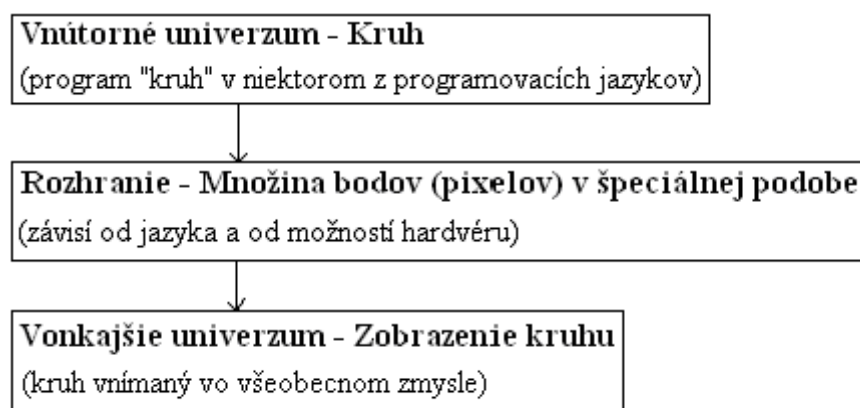 Vnútorné univerzum - Kruh
(program "kruh" v niektorom z programovacích jazykov)
Rozhranie - Množina bodov (pixelov) v špeciálnej podobe
(závisí od jazyka a od možností hardvéru)
Vonkajšie univerzum - Zobrazenie kruhu
(kruh vnímaný vo všeobecnom zmysle)